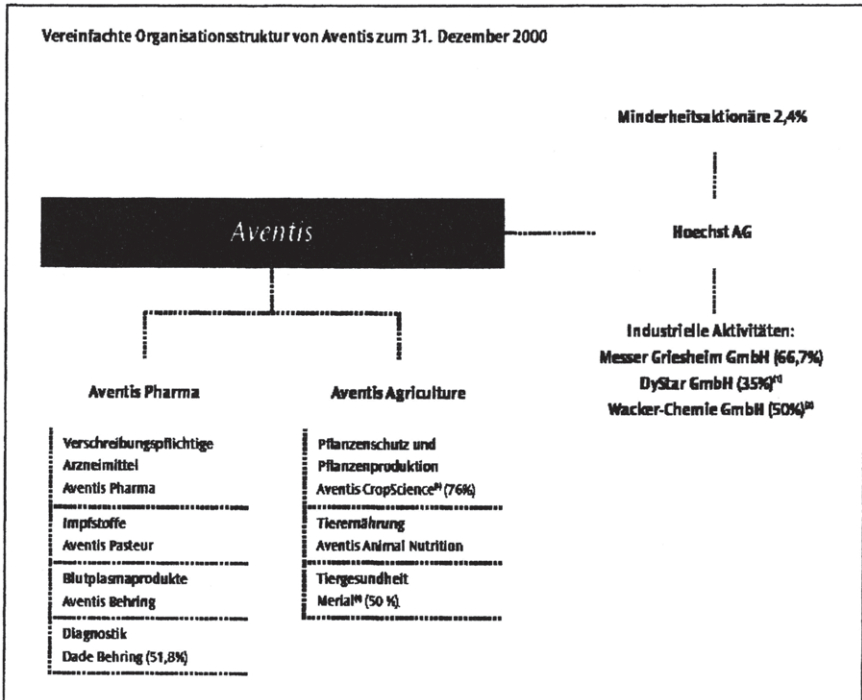 Vereinfachte Organisationsstruktur von Aventis zum 31. Dezember 2000
Minderheitsaktionäre 2,4%
Aventis
Hoechst AG
Industrielle Aktivitäten:
Messer Griesheim GmbH (66,7%)
DyStar GmbH (35%)
Wacker-Chemie GmbH (50%)
Aventis Pharma
Verschreibungspflichtige
Arzneimittel
Aventis Pharma
Impfstoffe
Aventis Pasteur
Blutplasmaprodukte
Aventis Behring
Diagnostik
Dade Behring (51,8%)
Aventis Agriculture
Pflanzenschutz und
Pflanzenproduktion
Aventis CropScience (76%)
Tierernährung
Aventis Animal Nutrition
Tiergesundheit
Merial (50 %)